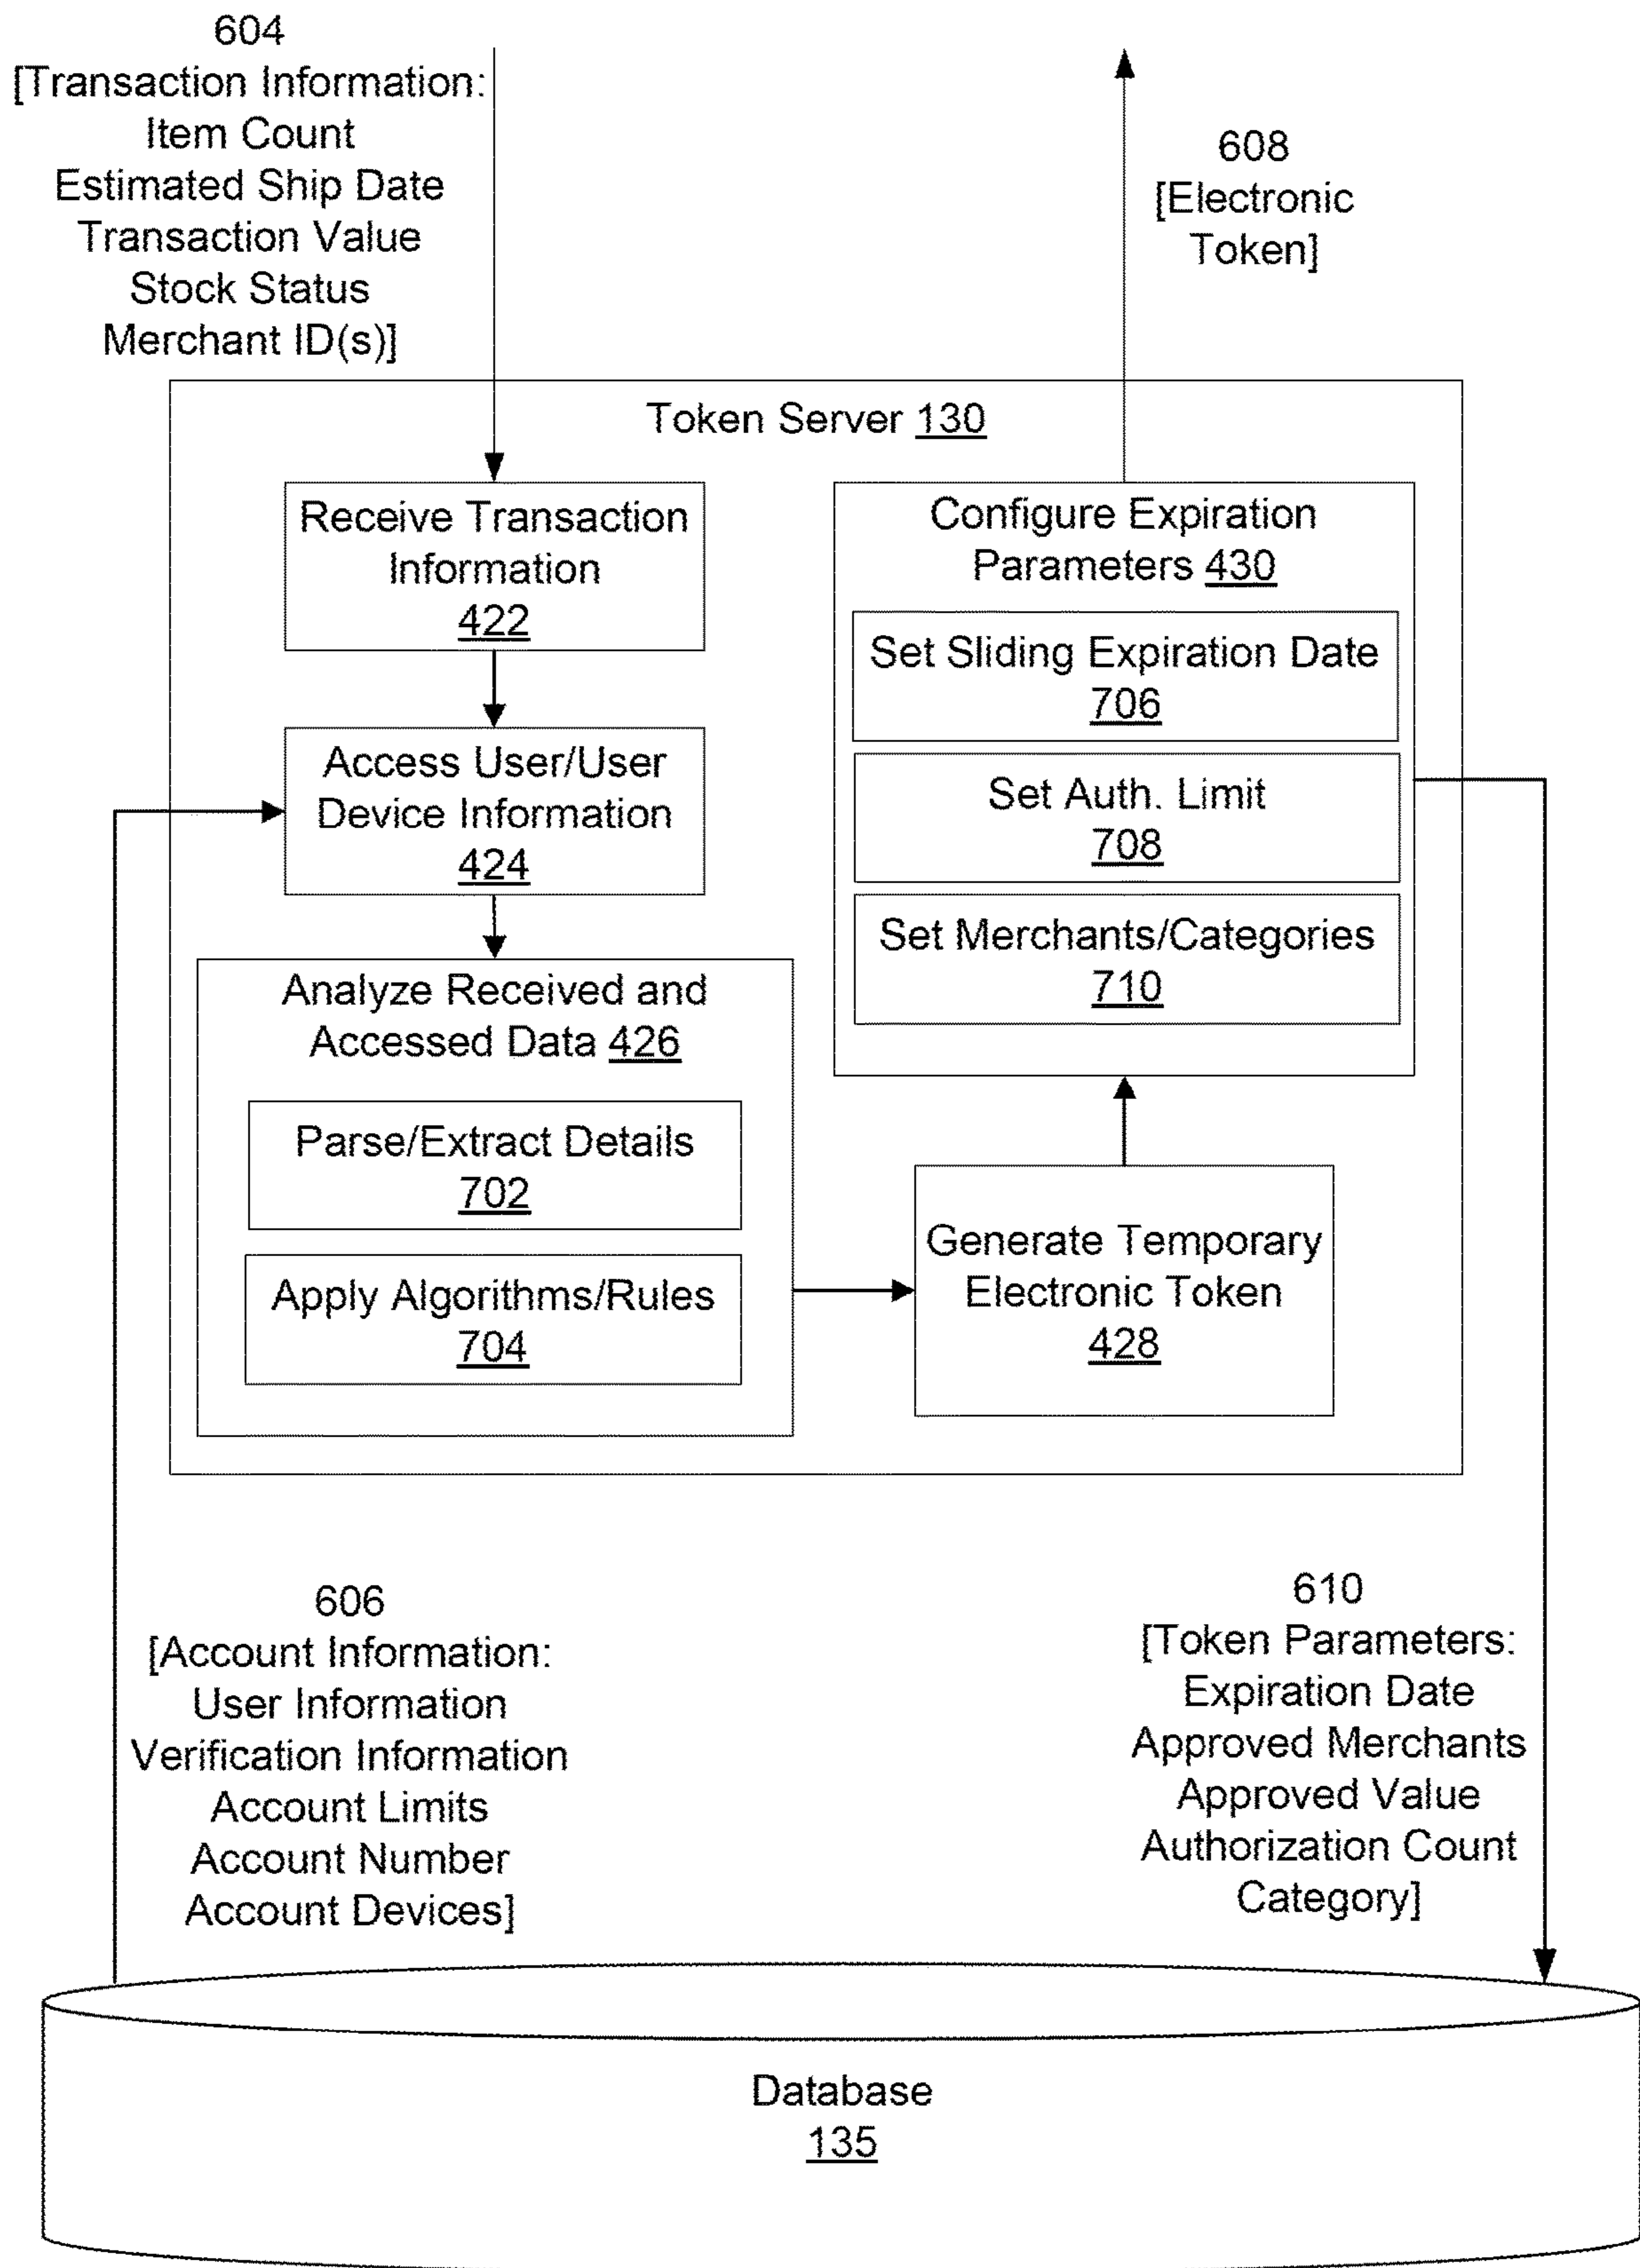 604
[Transaction Information:
Item Count
Estimated Ship Date
Transaction Value
Stock Status
Merchant ID(s)]
608
[Electronic
Token]
Token Server 130
Receive Transaction
Information
422
Access User/User
Device Information
424
Analyze Received and
Accessed Data 426
Parse/Extract Details
702
Apply Algorithms/Rules
704
Generate Temporary
Electronic Token
428
Configure Expiration
Parameters 430
Set Sliding Expiration Date
706
Set Auth. Limit
708
Set Merchants/Categories
710
606
[Account Information:
User Information
Verification Information
Account Limits
Account Number
Account Devices]
610
[Token Parameters:
Expiration Date
Approved Merchants
Approved Value
Authorization Count
Category]
Database
135